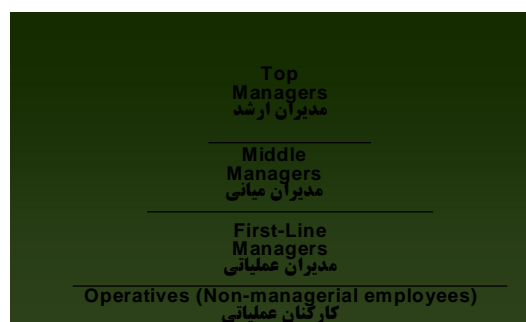 Top
Managers
مدیران ارشد
Middle
Managers
مدیران میانی
First-Line
Managers
مدیران عملیاتی
Operatives (Non-managerial employees)
کارکنان عملیاتی